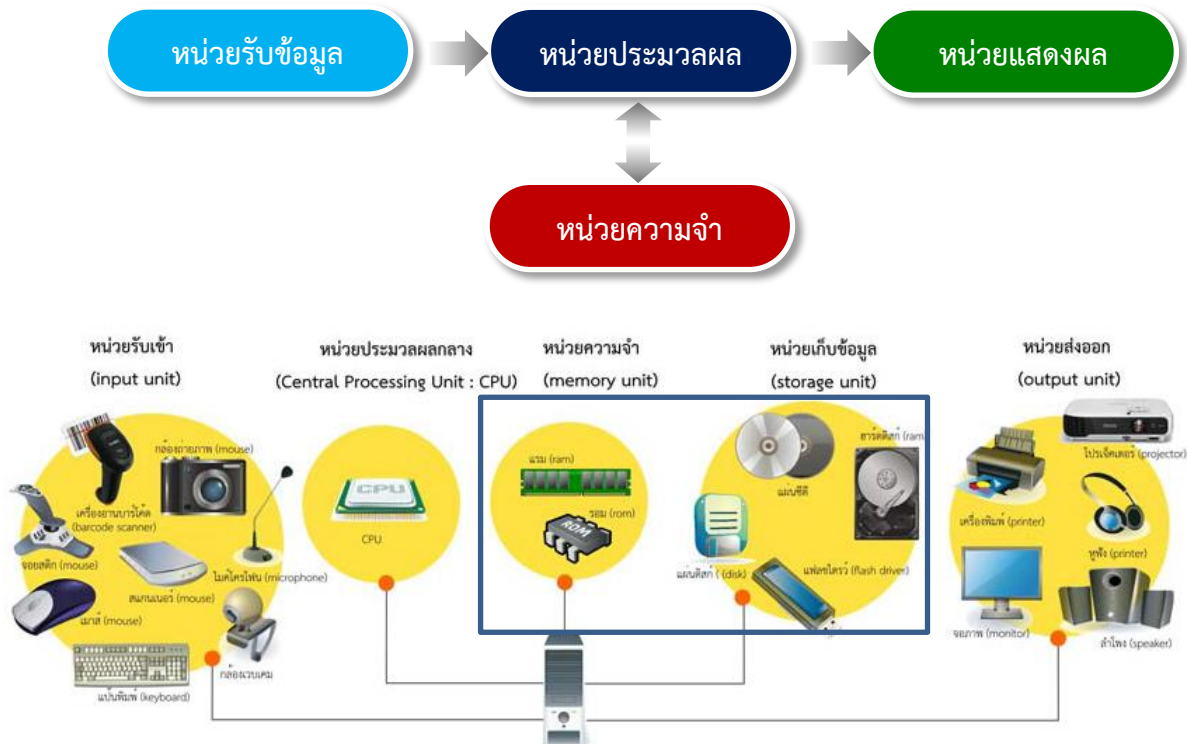 หน่วยรับข้อมูล
หน่วยประมวลผล
หน่วยแสดงผล
หน่วยความจำ
หน่วยรับเข้า
(input unit)
หน่วยประมวลผลกลาง
(Central Processing Unit : CPU)
หน่วยความจำ
(memory unit)
หน่วยเก็บข้อมูล
(storage unit)
หน่วยส่งออก
(output unit)
กล้องถ่ายภาพ (mouse)
เครื่องอ่านบาร์โค้ด
(barcode scanner)
จอยสติก (mouse)
สแกนเนอร์ (mouse)
ไมค์โครโฟน (microphone)
เมาส์ (mouse)
กล้องเวบเคม
แป้นพิมพ์ (keyboard)
CPU
CPU
แรม (ram)
รอม (rom)
ROM
แผ่นซีดี
ฮาร์ดดิสก์ (ram
แผ่นดิสก์ ( (disk)
แฟลชไดรว์ (flash driver)
โปรเจ็คเตอร์ (projector)
เครื่องพิมพ์ (printer)
หูฟัง (printer)
จอภาพ (monitor)
ลำโพง (speaker)